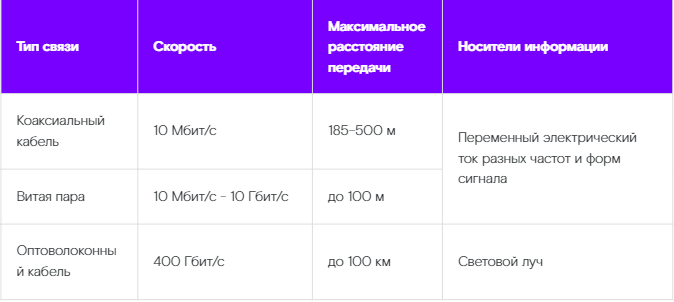 Тип связи
Скорость
Максимальное
расстояние
передачи
Носители информации
Коаксиальный
кабель
10 Мбит/с
185–500 м
Переменный электрический
ток разных частот и форм
сигнала
Витая пара
10 Мбит/с - 10 Гбит/с
до 100 м
Оптоволоконны
й кабель
400 Гбит/с
до 100 км
Световой луч